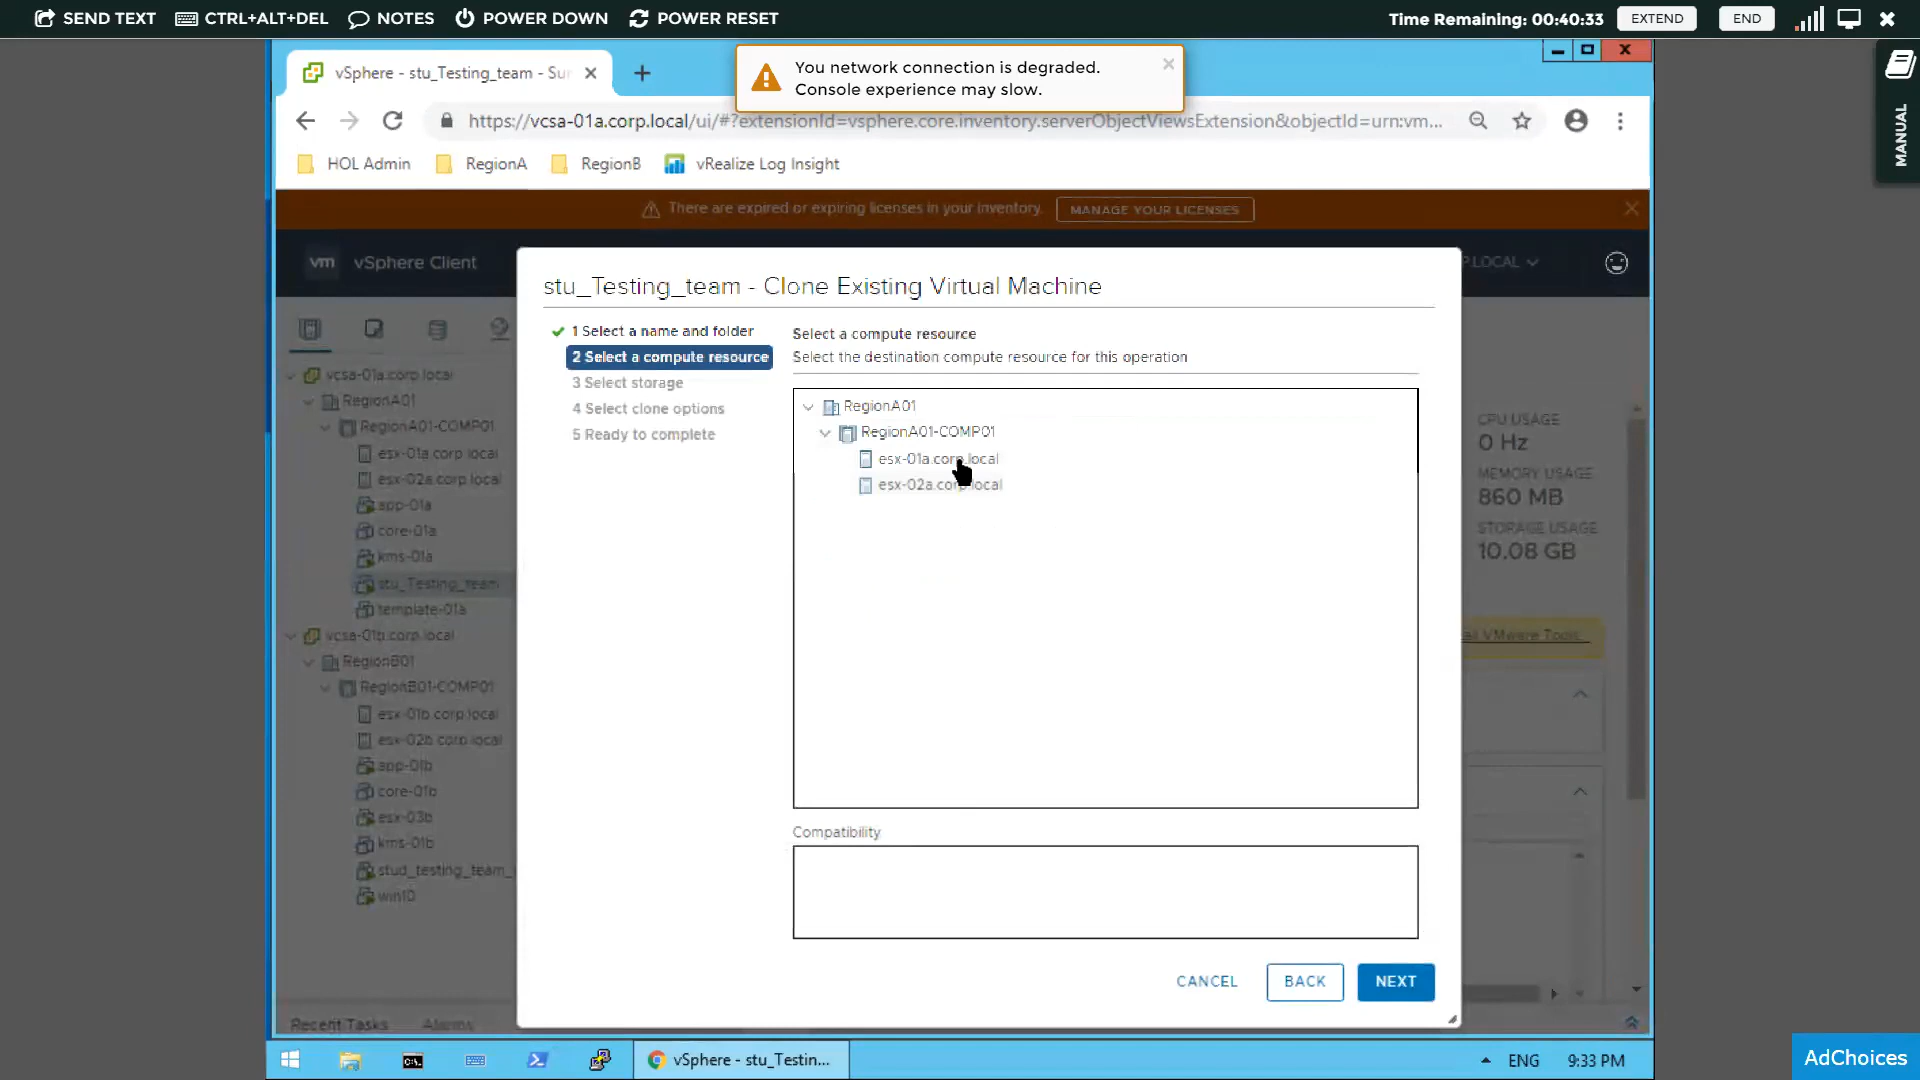 SEND TEXT CTRL+ALT+DEL NOTES POWER DOWN POWER RESET Time Remaining: 00:40:33 EXTEND END
vSphere - stu_Testing_team - Su
You network connection is degraded.
Console experience may slow.
MANUAL
https://vcsa-01a.corp.local/ui/#?extensionId=vsphere.core.inventory.serverObjectViewsExtension&objectId=urn:vm...
HOL Admin RegionA RegionB vRealize Log Insight
There are expired or expiring licenses in your inventory. MANAGE YOUR LICENSES
vm vSphere Client
P.LOCAL
stu_Testing_team - Clone Existing Virtual Machine
1 Select a name and folder
2 Select a compute resource
3 Select storage
4 Select clone options
5 Ready to complete
Select a compute resource
Select the destination compute resource for this operation
RegionA01
RegionA01-COMP01
esx-01a.corp.local
esx-02a.corp.local
Compatibility
CANCEL BACK NEXT
vcsa-01a.corp.local
RegionA01
RegionA01-COMP01
esx-01a.corp.local
esx-02a.corp.local
app-01a
core-01a
kms-01a
stu_Testing_team
template-01a
vcsa-01b.corp.local
RegionB01
RegionB01-COMP01
esx-01b.corp.local
esx-02b.corp.local
app-01b
core-01b
esx-03b
kms-01b
stud_testing_team_
win10
CPU USAGE
0 Hz
MEMORY USAGE
860 MB
STORAGE USAGE
10.08 GB
all VMware Tools...
Recent Tasks Alarms
vSphere - stu_Testin...
ENG 9:33 PM
AdChoices